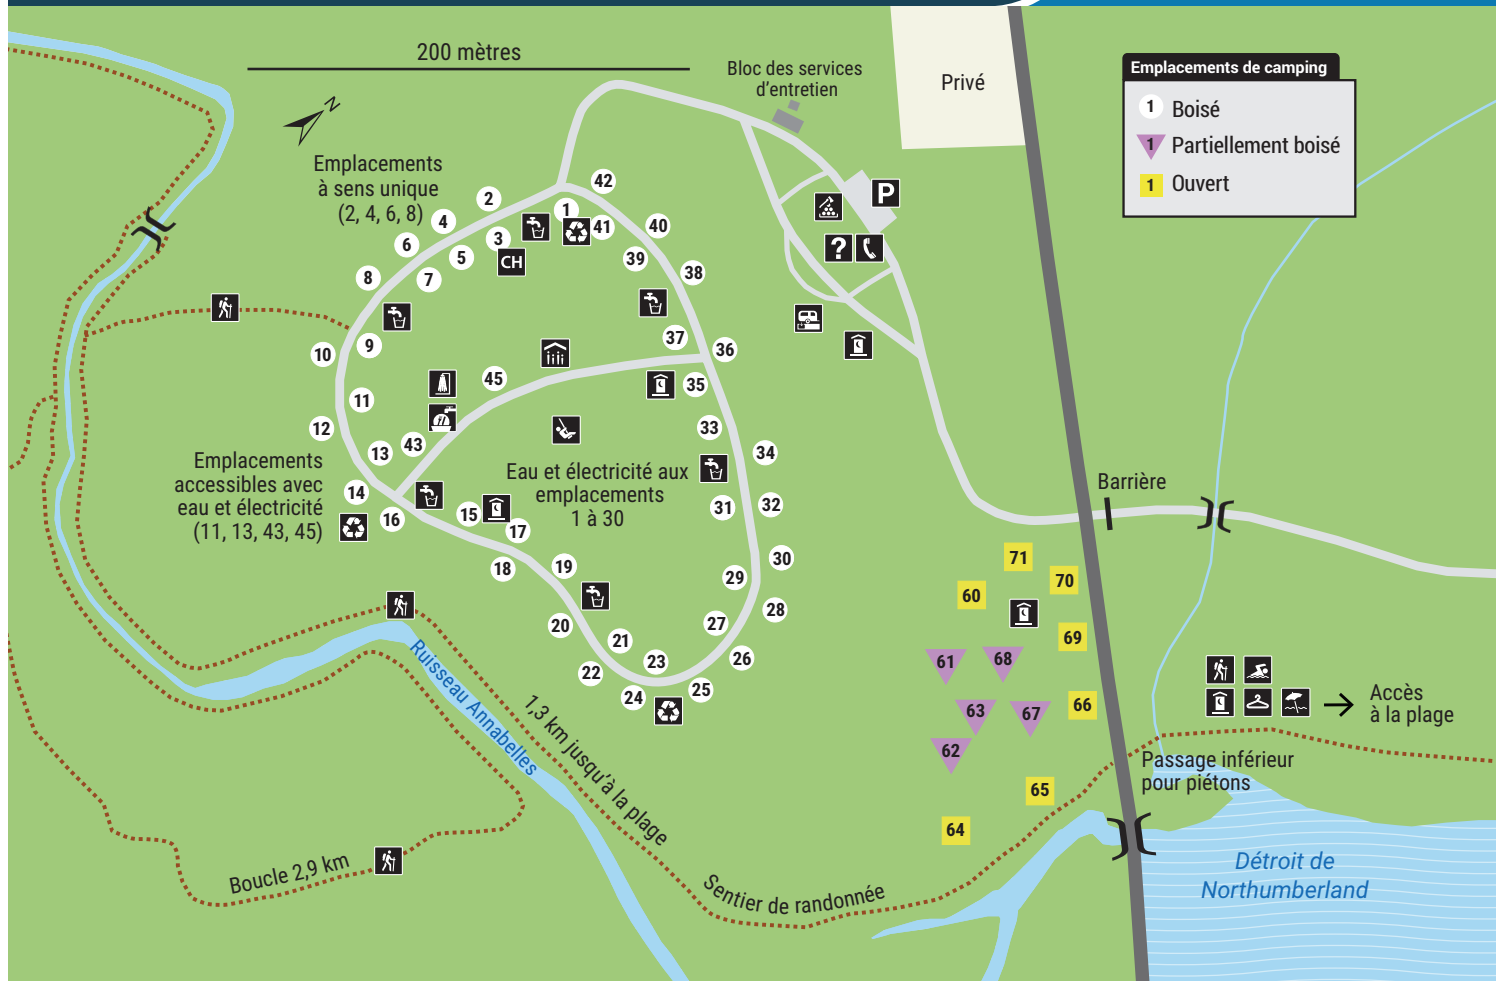 200 mètres
Bloc des services
d'entretien
Privé
Emplacements de camping
1 Boisé
1 Partiellement boisé
1 Ouvert
N
Emplacements
à sens unique
(2, 4, 6, 8)
P
?
CH
42
1
41
2
40
4
3
6
5
39
8
7
38
9
37
10
36
45
35
11
12
43
33
13
34
Emplacements
accessibles avec
eau et électricité
(11, 13, 43, 45)
14
16
15
17
Eau et électricité aux
emplacements
1 à 30
31
32
18
19
30
29
28
20
21
27
22
23
26
24
25
Barrière
71
70
60
69
61
68
63
67
66
62
65
64
Accès
à la plage
Passage inférieur
pour piétons
Ruisseau Annabelles
1,3 km jusqu'à la plage
Boucle 2,9 km
Sentier de randonnée
Détroit de
Northumberland